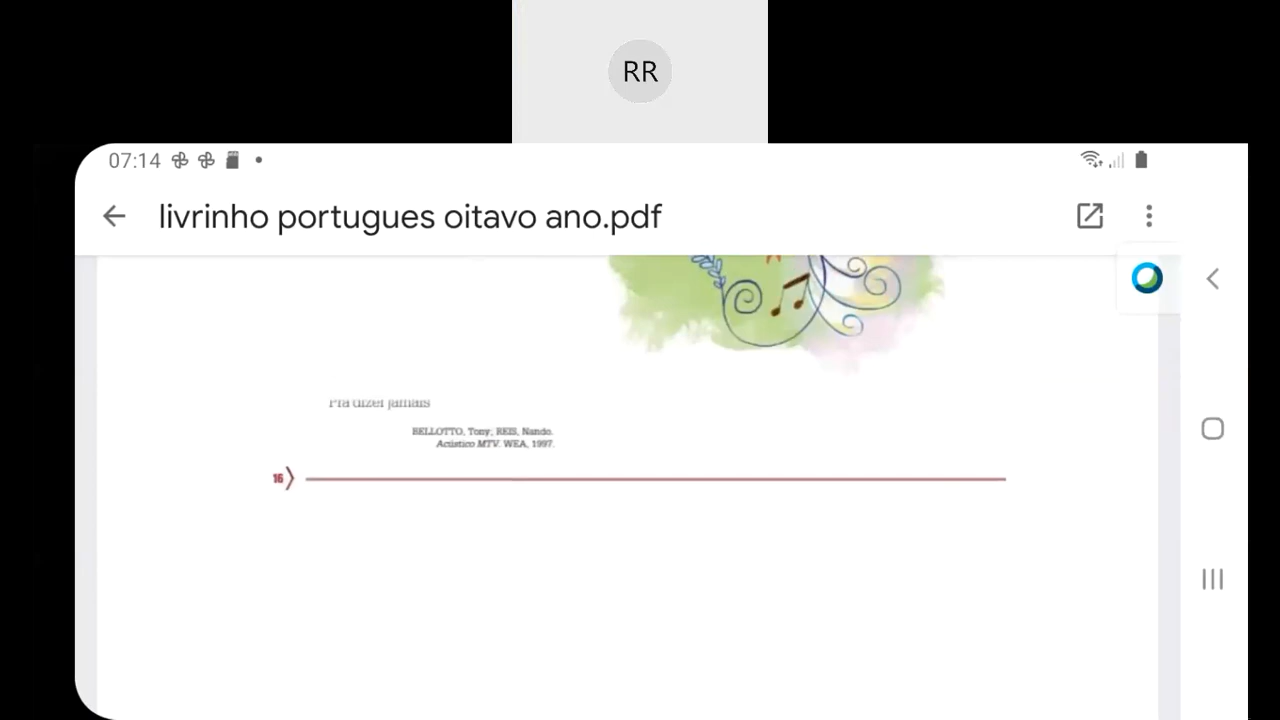 RR
07:14
livrinho portugues oitavo ano.pdf
Pra dizer jamais
BELLOTTO, Tony; REIS, Nando.
Acústico MTV. WEA, 1997.
16